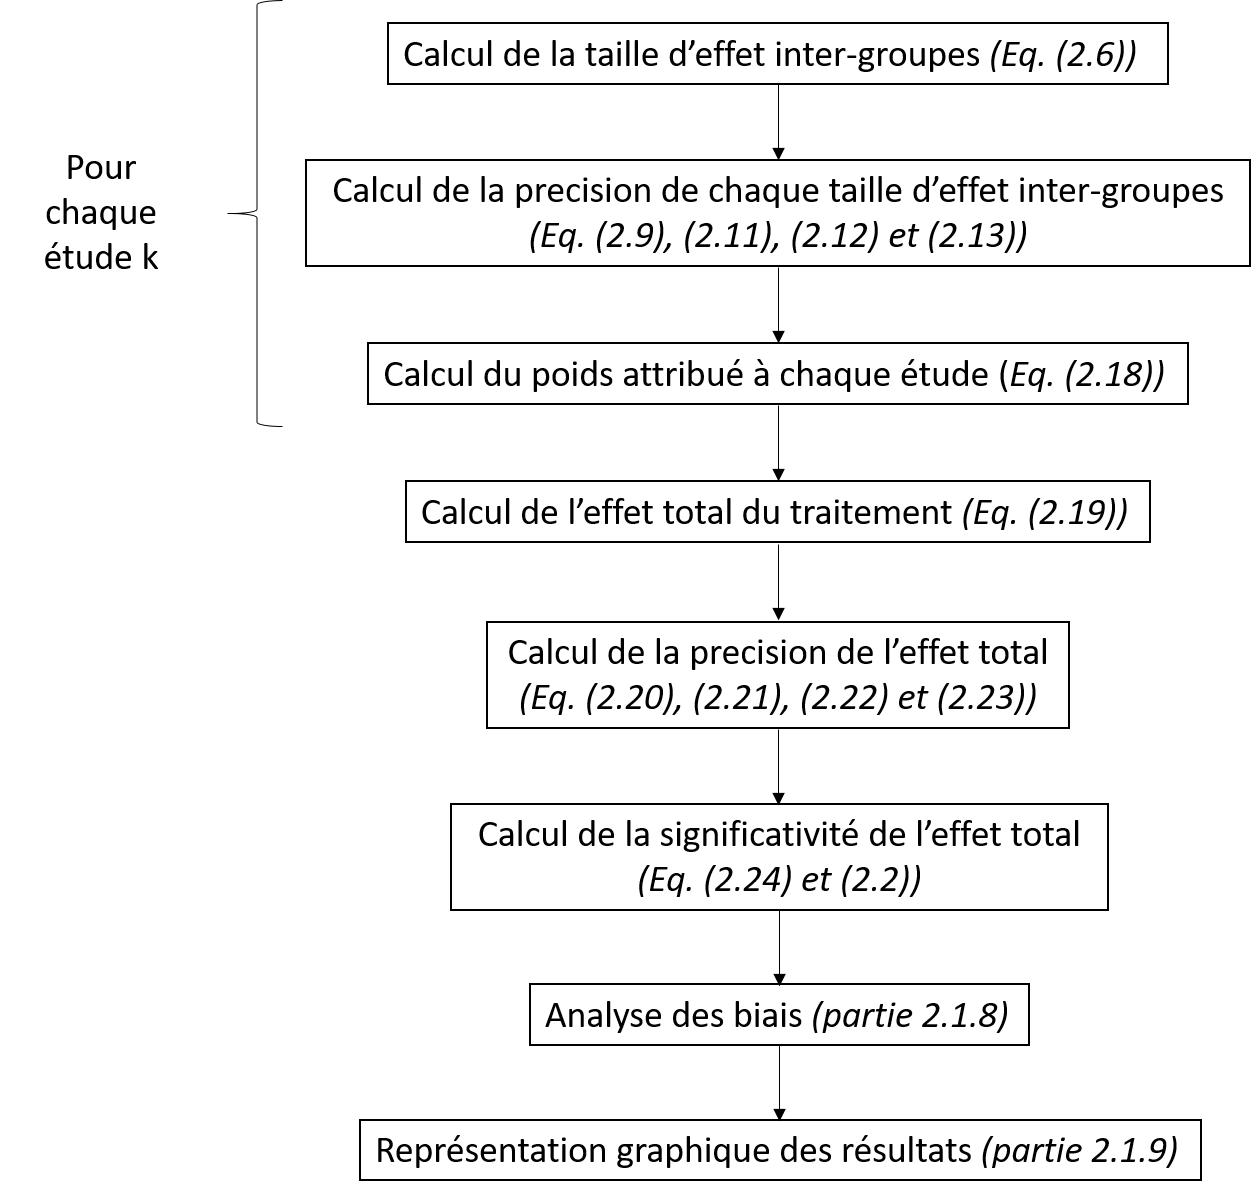 Calcul de la taille d’effet inter-groupes (Eq. (2.6))
Pour
chaque
étude k
Calcul de la precision de chaque taille d’effet inter-groupes
(Eq. (2.9), (2.11), (2.12) et (2.13))
Calcul du poids attribué à chaque étude (Eq. (2.18))
Calcul de l’effet total du traitement (Eq. (2.19))
Calcul de la precision de l’effet total
(Eq. (2.20), (2.21), (2.22) et (2.23))
Calcul de la significativité de l’effet total
(Eq. (2.24) et (2.2))
Analyse des biais (partie 2.1.8)
Représentation graphique des résultats (partie 2.1.9)